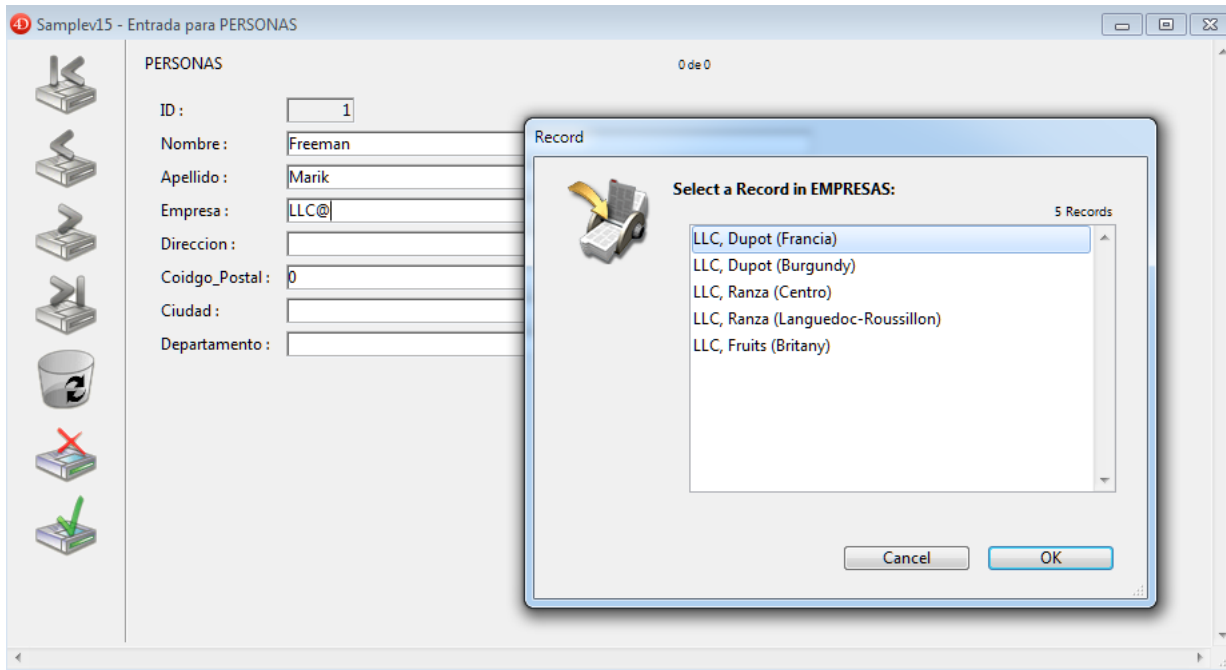 4D Samplev15 - Entrada para PERSONAS
PERSONAS
0 de 0
ID : 1
Nombre : Freeman
Apellido : Marik
Empresa : LLC@
Direccion :
Coidgo_Postal : 0
Ciudad :
Departamento :
Record
Select a Record in EMPRESAS:
5 Records
LLC, Dupot (Francia)
LLC, Dupot (Burgundy)
LLC, Ranza (Centro)
LLC, Ranza (Languedoc-Roussillon)
LLC, Fruits (Britany)
Cancel OK